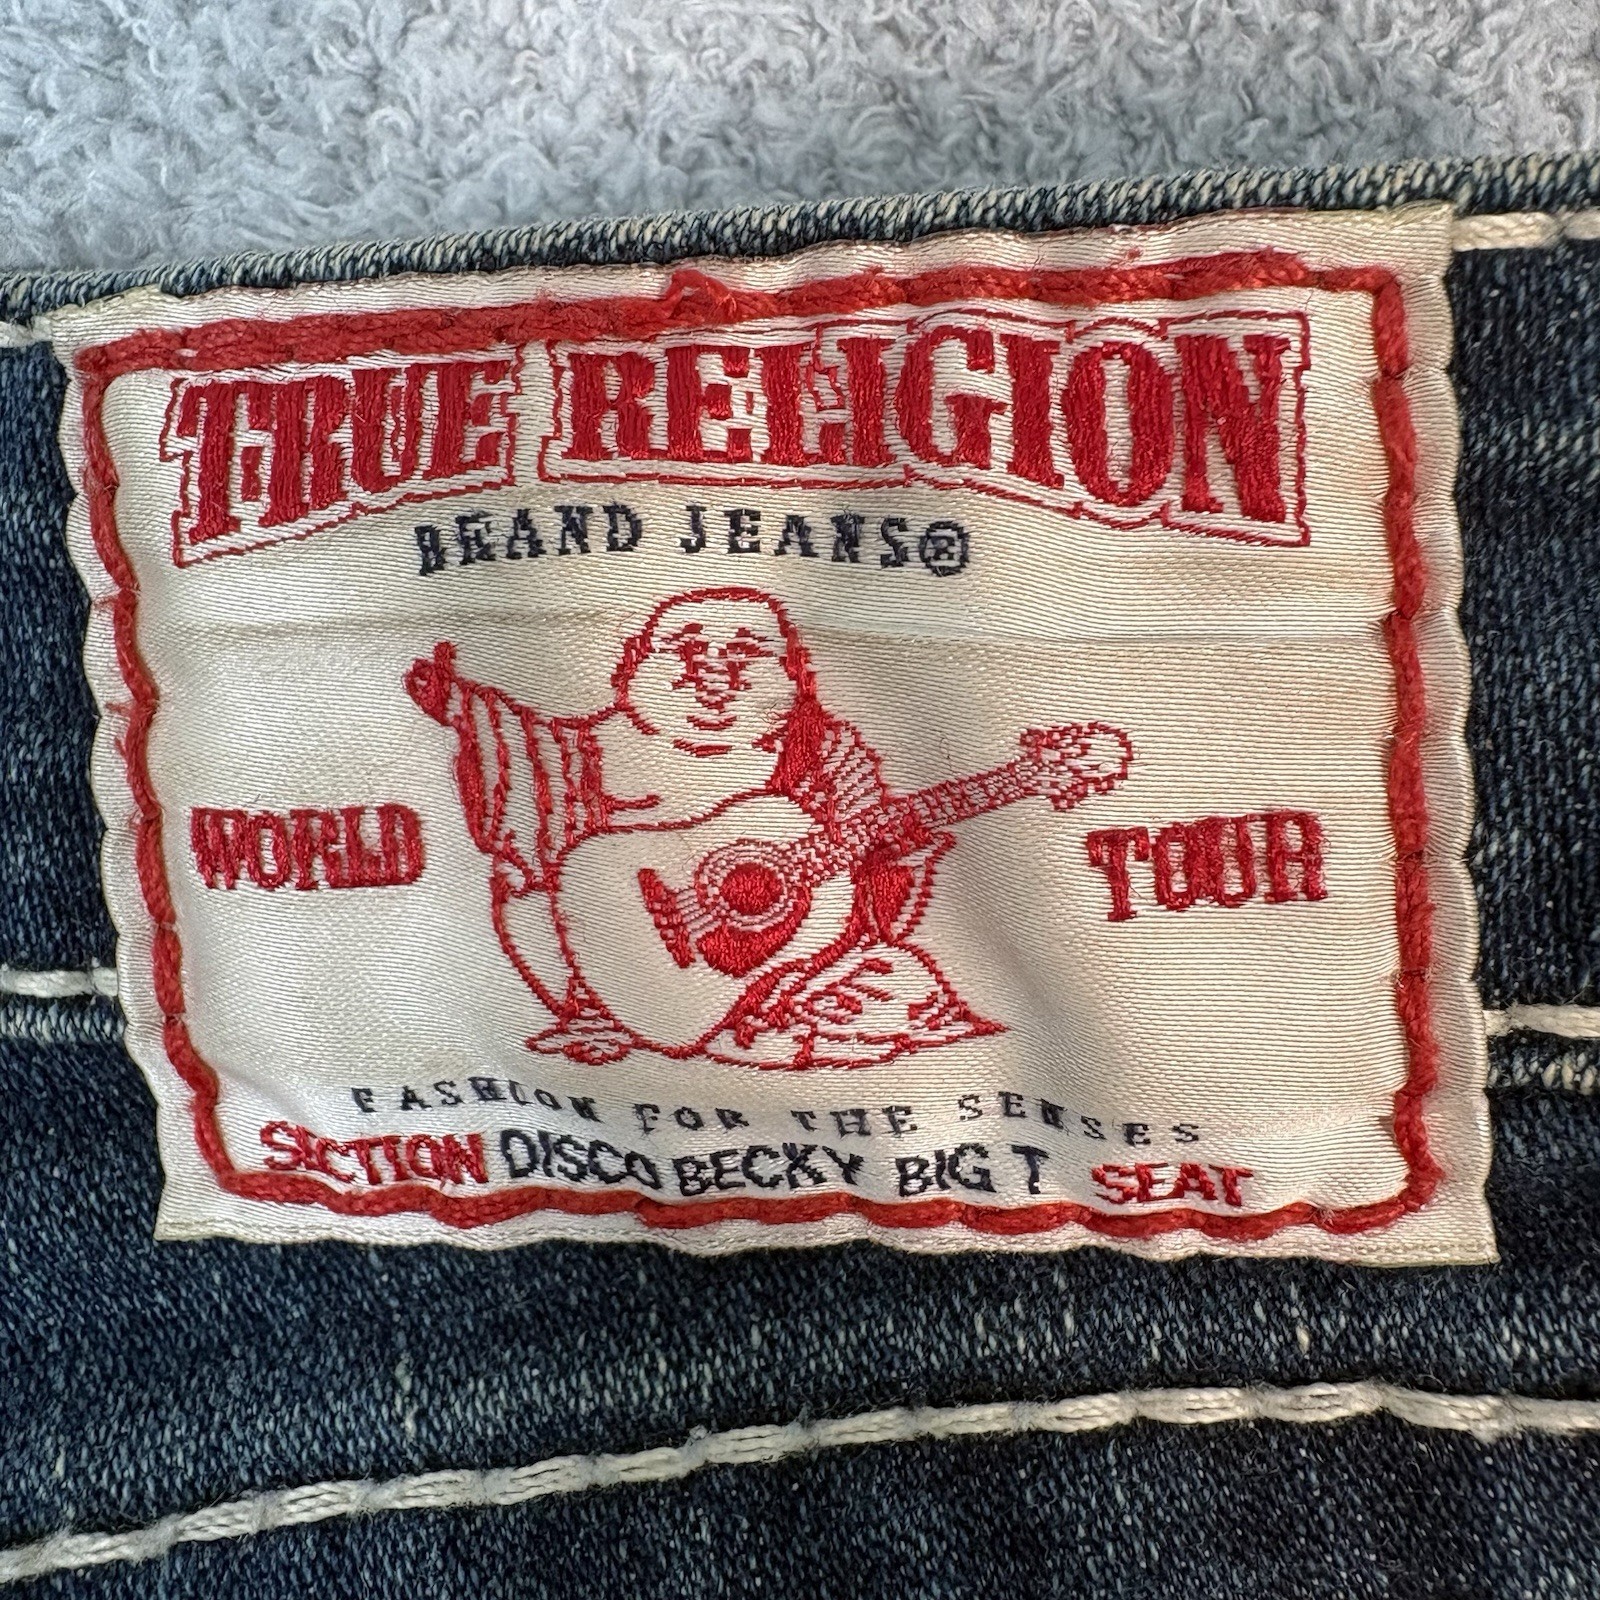 TRUE RELIGION
BRAND JEANS®
WORLD TOUR
FASHION FOR THE SENSES
SECTION DISCO BECKY BIG T SEAT